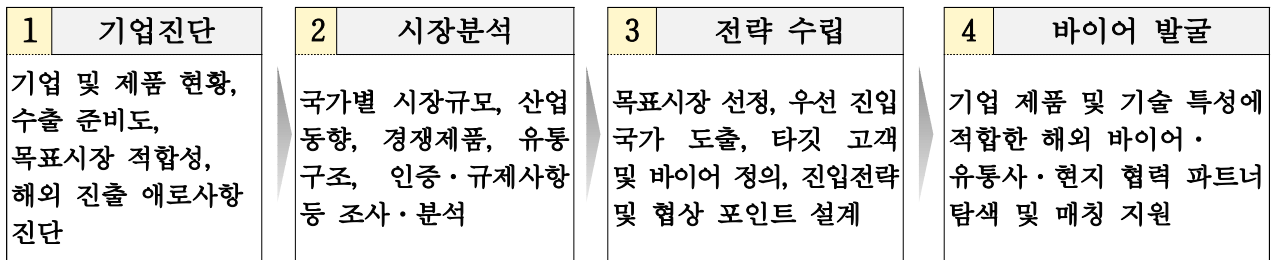 1 기업진단
기업 및 제품 현황,
수출 준비도,
목표시장 적합성,
해외 진출 애로사항
진단
2 시장분석
국가별 시장규모, 산업
동향, 경쟁제품, 유통
구조, 인증·규제사항
등 조사·분석
3 전략 수립
목표시장 선정, 우선 진입
국가 도출, 타깃 고객
및 바이어 정의, 진입전략
및 협상 포인트 설계
4 바이어 발굴
기업 제품 및 기술 특성에
적합한 해외 바이어·
유통사·현지 협력 파트너
탐색 및 매칭 지원